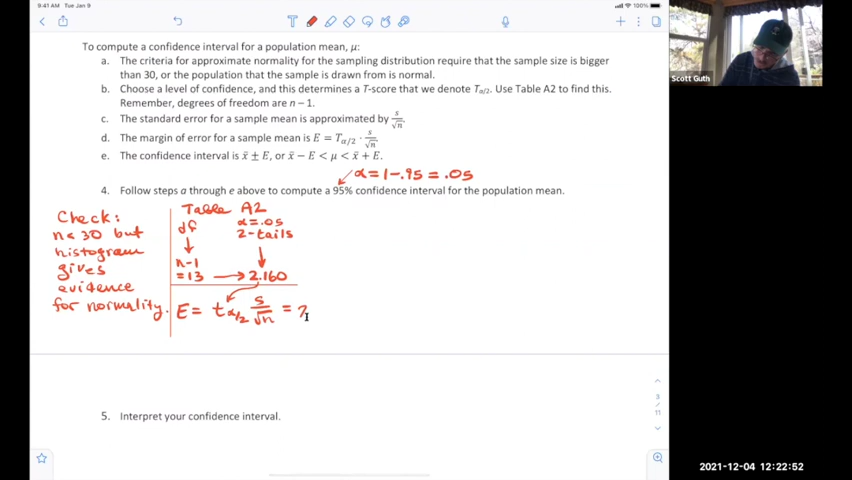 9:41 AM Tue Jan 9
100%
To compute a confidence interval for a population mean, μ:
a. The criteria for approximate normality for the sampling distribution require that the sample size is bigger
than 30, or the population that the sample is drawn from is normal.
b. Choose a level of confidence, and this determines a T-score that we denote Tα/2. Use Table A2 to find this.
Remember, degrees of freedom are n − 1.
c. The standard error for a sample mean is approximated by s/√n.
d. The margin of error for a sample mean is E = Tα/2 · s/√n.
e. The confidence interval is x̄ ± E, or x̄ − E < μ < x̄ + E.
α = 1 - .95 = .05
4. Follow steps a through e above to compute a 95% confidence interval for the population mean.
Check:
n < 30 but
histogram
gives
evidence
for normality.
Table A2
df α = .05
2-tails
n-1
= 13 → 2.160
E = tα/2 s/√n =
5. Interpret your confidence interval.
3
/
11
Scott Guth
2021-12-04 12:22:52